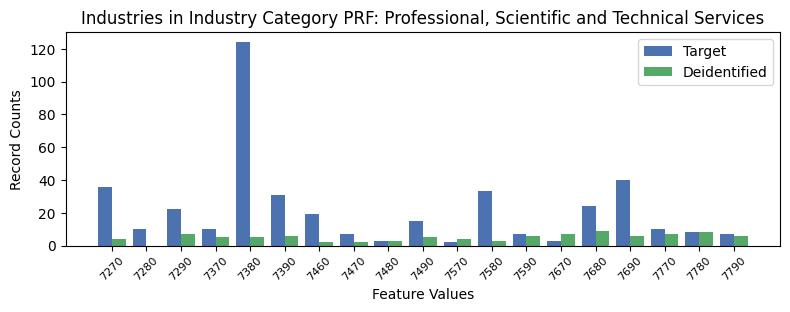 Industries in Industry Category PRF: Professional, Scientific and Technical Services
Target
Deidentified
Record Counts
120
100
80
60
40
20
0
7270 7280 7290 7370 7380 7390 7460 7470 7480 7490 7570 7580 7590 7670 7680 7690 7770 7780 7790
Feature Values